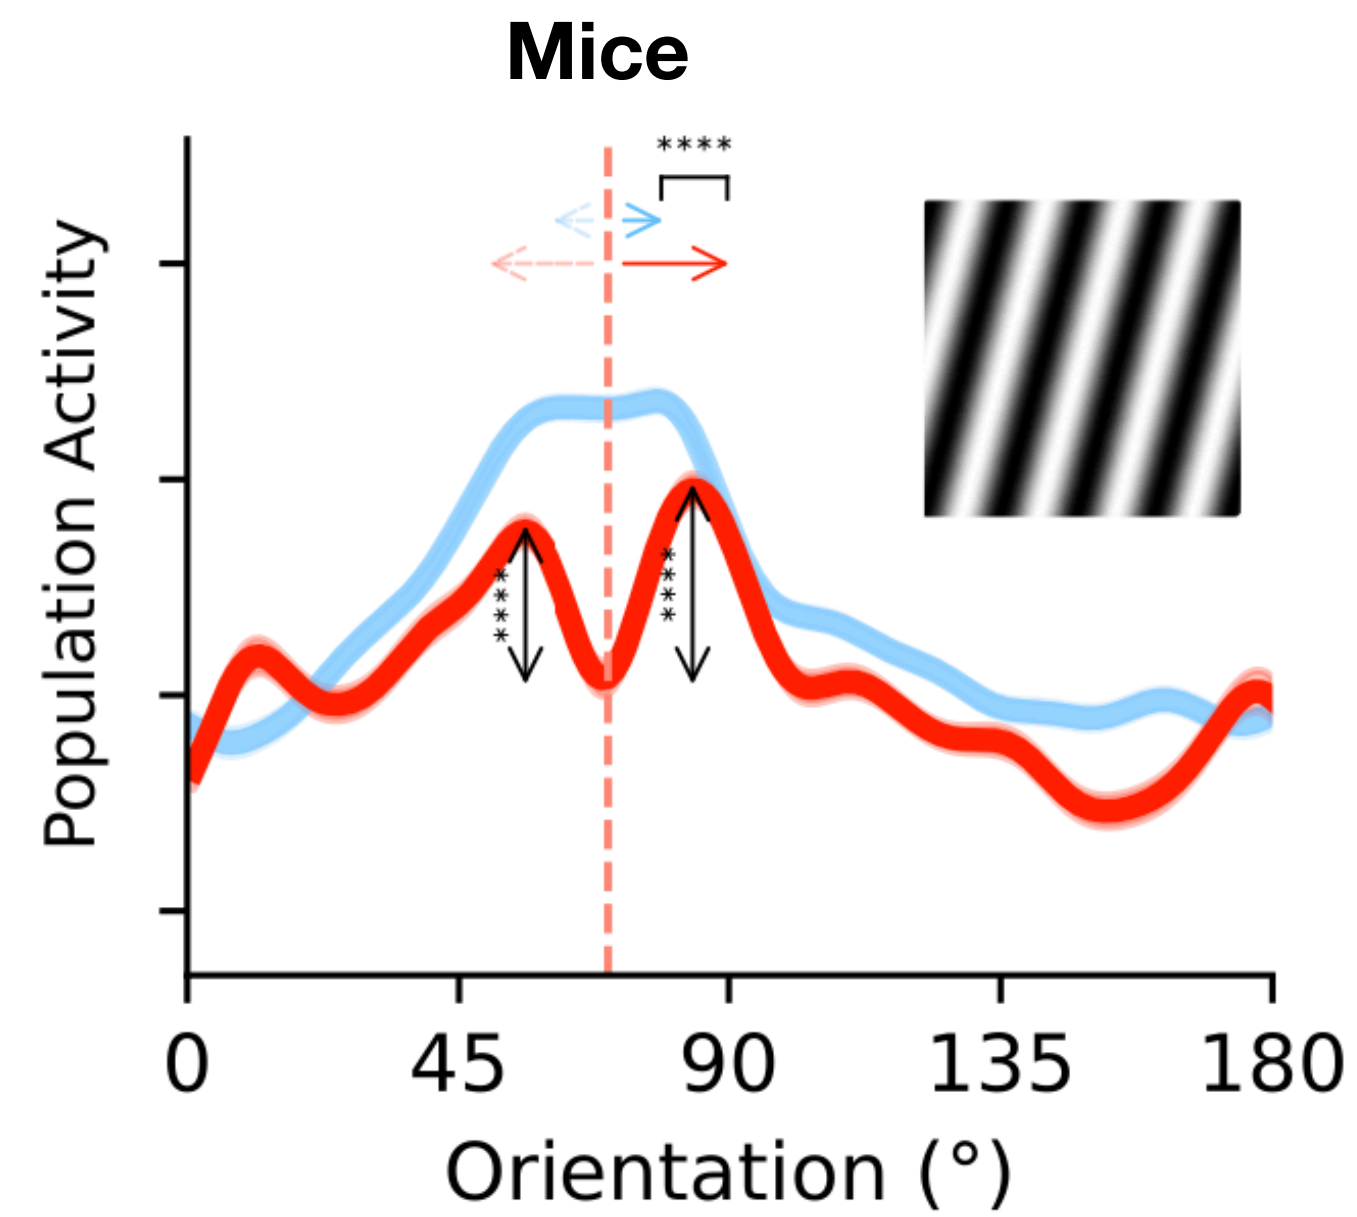 Mice
****
Population Activity
****
****
0 45 90 135 180
Orientation (°)